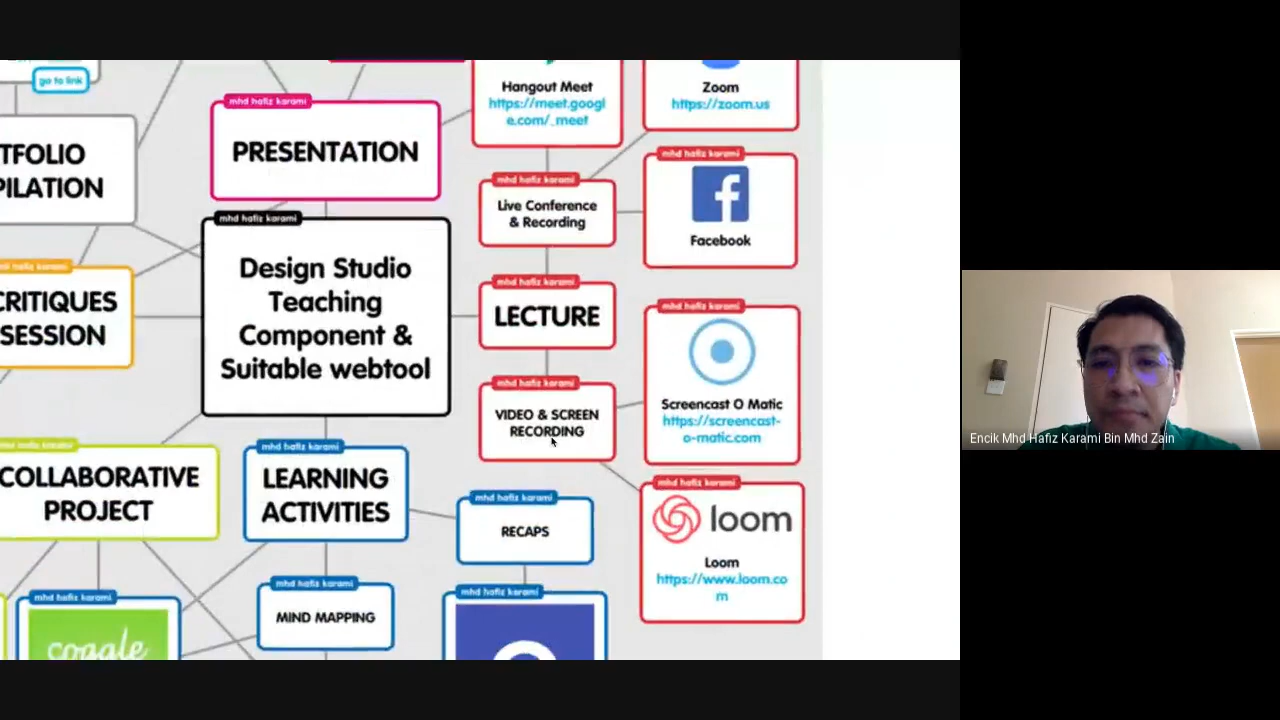 go to link
mhd hafiz karami
PRESENTATION
Hangout Meet
https://meet.googl
e.com/_meet
Zoom
https://zoom.us
TFOLIO
PILATION
mhd hafiz karami
Live Conference
& Recording
mhd hafiz karami
Facebook
mhd hafiz karami
Design Studio
Teaching
Component &
Suitable webtool
hafiz karami
CRITIQUES
SESSION
mhd hafiz karami
LECTURE
mhd hafiz karami
Screencast O Matic
https://screencast-
o-matic.com
mhd hafiz karami
VIDEO & SCREEN
RECORDING
hafiz karami
COLLABORATIVE
PROJECT
mhd hafiz karami
LEARNING
ACTIVITIES
mhd hafiz karami
RECAPS
mhd hafiz karami
loom
Loom
https://www.loom.co
m
mhd hafiz karami
coggle
mhd hafiz karami
MIND MAPPING
mhd hafiz karami
Encik Mhd Hafiz Karami Bin Mhd Zain